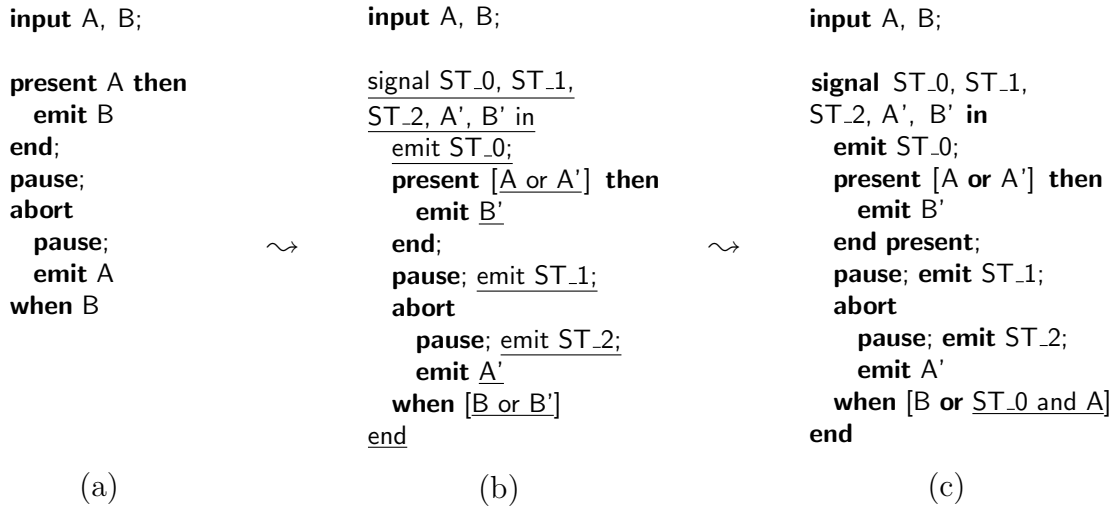 input A, B;
present A then
emit B
end;
pause;
abort
pause;
emit A
when B
(a)
⤳
input A, B;
signal ST_0, ST_1,
ST_2, A', B' in
emit ST_0;
present [A or A'] then
emit B'
end;
pause; emit ST_1;
abort
pause; emit ST_2;
emit A'
when [B or B']
end
(b)
⤳
input A, B;
signal ST_0, ST_1,
ST_2, A', B' in
emit ST_0;
present [A or A'] then
emit B'
end present;
pause; emit ST_1;
abort
pause; emit ST_2;
emit A'
when [B or ST_0 and A]
end
(c)